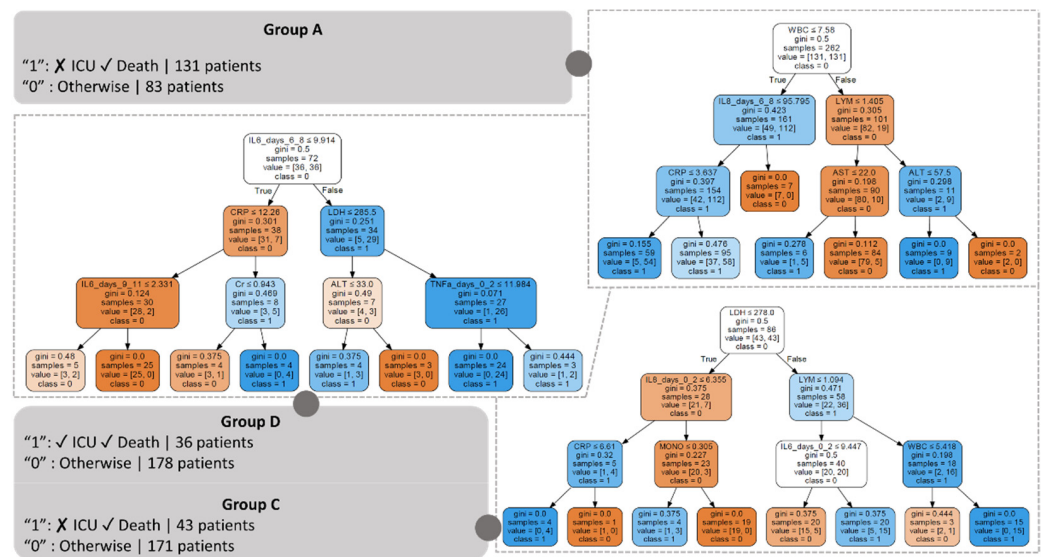 Group A
“1”: ✗ ICU ✓ Death | 131 patients
“0” : Otherwise | 83 patients
WBC ≤ 7.58
gini = 0.5
samples = 262
value = [131, 131]
class = 0
True
False
IL8_days_6_8 ≤ 95.795
gini = 0.423
samples = 161
value = [49, 112]
class = 1
LYM ≤ 1.405
gini = 0.305
samples = 101
value = [82, 19]
class = 0
CRP ≤ 3.637
gini = 0.397
samples = 154
value = [42, 112]
class = 1
gini = 0.0
samples = 7
value = [7, 0]
class = 0
AST ≤ 22.0
gini = 0.198
samples = 90
value = [80, 10]
class = 0
ALT ≤ 57.5
gini = 0.298
samples = 11
value = [2, 9]
class = 1
gini = 0.155
samples = 59
value = [5, 54]
class = 1
gini = 0.476
samples = 95
value = [37, 58]
class = 1
gini = 0.278
samples = 6
value = [1, 5]
class = 1
gini = 0.112
samples = 84
value = [79, 5]
class = 0
gini = 0.0
samples = 9
value = [0, 9]
class = 1
gini = 0.0
samples = 2
value = [2, 0]
class = 0
IL6_days_6_8 ≤ 9.914
gini = 0.5
samples = 72
value = [36, 36]
class = 0
True
False
CRP ≤ 12.26
gini = 0.301
samples = 38
value = [31, 7]
class = 0
LDH ≤ 285.5
gini = 0.251
samples = 34
value = [5, 29]
class = 1
IL6_days_9_11 ≤ 2.331
gini = 0.124
samples = 30
value = [28, 2]
class = 0
Cr ≤ 0.943
gini = 0.469
samples = 8
value = [3, 5]
class = 1
ALT ≤ 33.0
gini = 0.49
samples = 7
value = [4, 3]
class = 0
TNFa_days_0_2 ≤ 11.984
gini = 0.071
samples = 27
value = [1, 26]
class = 1
gini = 0.48
samples = 5
value = [3, 2]
class = 0
gini = 0.0
samples = 25
value = [25, 0]
class = 0
gini = 0.375
samples = 4
value = [3, 1]
class = 0
gini = 0.0
samples = 4
value = [0, 4]
class = 1
gini = 0.375
samples = 4
value = [1, 3]
class = 1
gini = 0.0
samples = 3
value = [3, 0]
class = 0
gini = 0.0
samples = 24
value = [0, 24]
class = 1
gini = 0.444
samples = 3
value = [1, 2]
class = 1
Group D
“1”: ✓ ICU ✓ Death | 36 patients
“0” : Otherwise | 178 patients
Group C
“1”: ✗ ICU ✓ Death | 43 patients
“0” : Otherwise | 171 patients
LDH ≤ 278.0
gini = 0.5
samples = 86
value = [43, 43]
class = 0
True
False
IL8_days_0_2 ≤ 6.355
gini = 0.375
samples = 28
value = [21, 7]
class = 0
LYM ≤ 1.094
gini = 0.471
samples = 58
value = [22, 36]
class = 1
CRP ≤ 6.61
gini = 0.32
samples = 5
value = [1, 4]
class = 1
MONO ≤ 0.305
gini = 0.227
samples = 23
value = [20, 3]
class = 0
IL6_days_0_2 ≤ 9.447
gini = 0.5
samples = 40
value = [20, 20]
class = 0
WBC ≤ 5.418
gini = 0.198
samples = 18
value = [2, 16]
class = 1
gini = 0.0
samples = 4
value = [0, 4]
class = 1
gini = 0.0
samples = 1
value = [1, 0]
class = 0
gini = 0.375
samples = 4
value = [1, 3]
class = 1
gini = 0.0
samples = 19
value = [19, 0]
class = 0
gini = 0.375
samples = 20
value = [15, 5]
class = 0
gini = 0.375
samples = 20
value = [5, 15]
class = 1
gini = 0.444
samples = 3
value = [2, 1]
class = 0
gini = 0.0
samples = 15
value = [0, 15]
class = 1